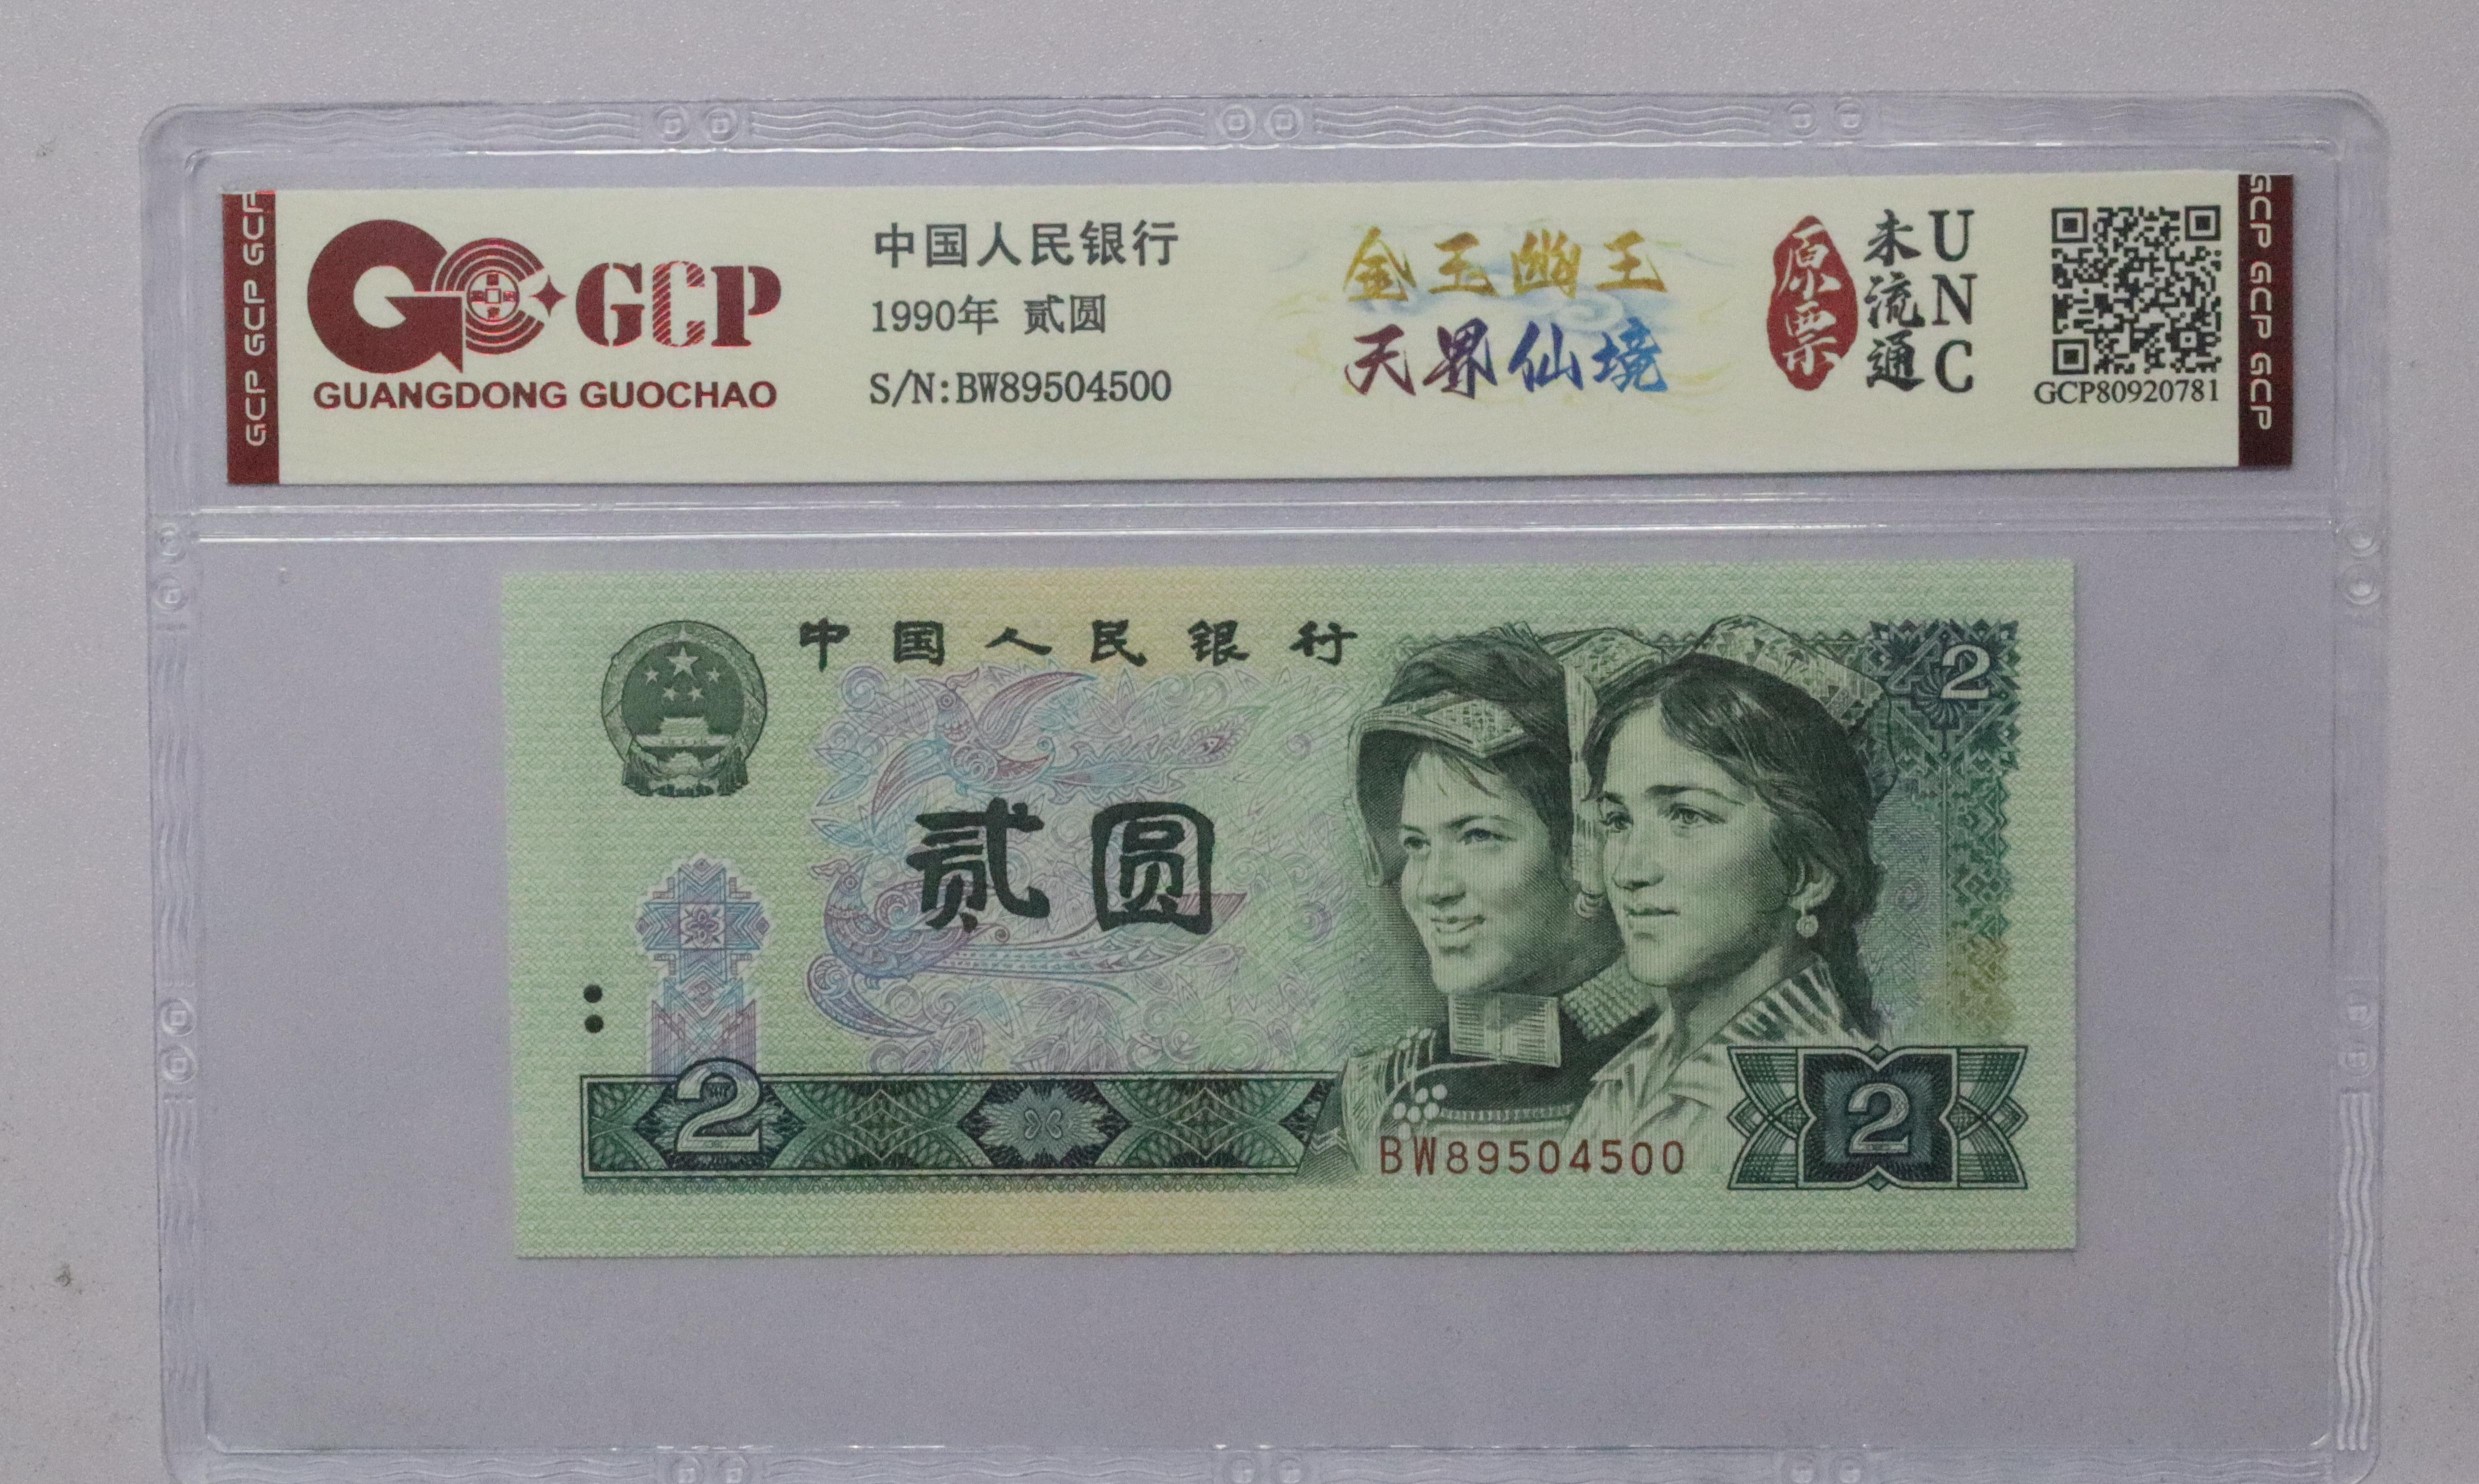 GCP GCP GCP
GCP
GUANGDONG GUOCHAO
中国人民银行
1990年 贰圆
S/N:BW89504500
金玉幽王
天界仙境
原票
未流通
UNC
GCP80920781
GCP GCP GCP
中国人民银行
2
贰圆
2
BW89504500
2